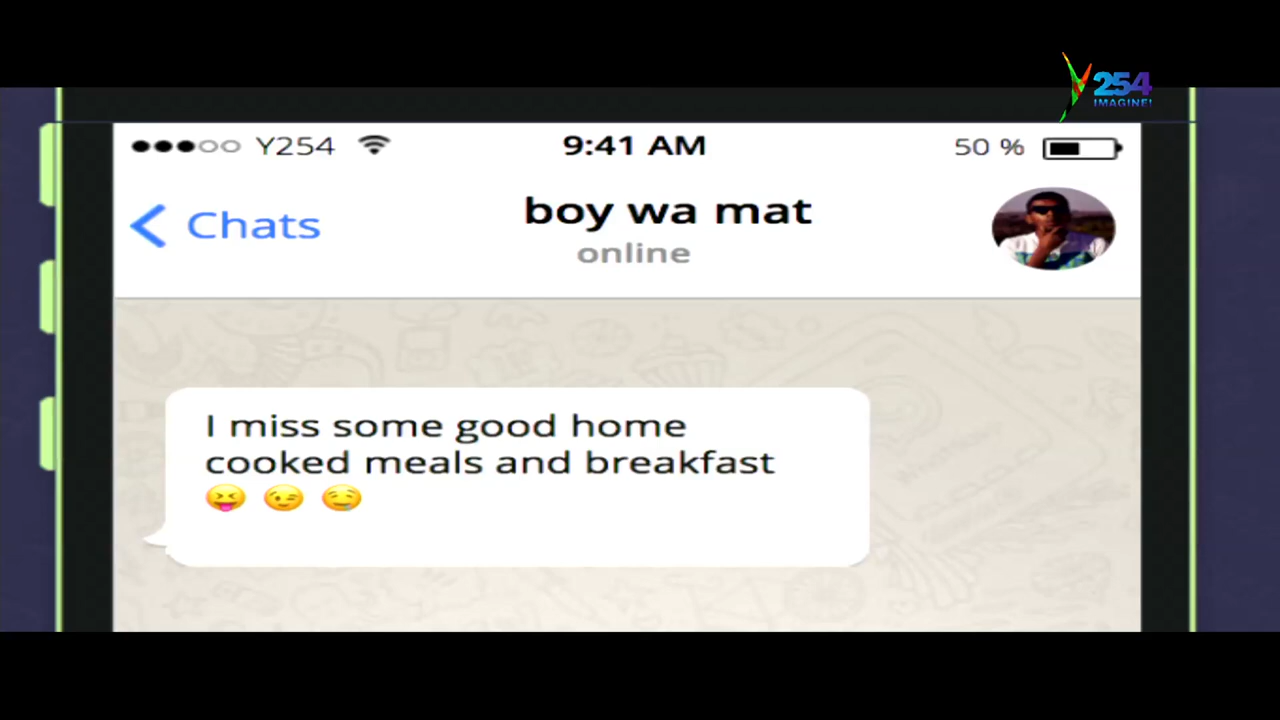 254
IMAGINE!
Y254 9:41 AM 50 %
Chats
boy wa mat
online
I miss some good home
cooked meals and breakfast
😝 😉 🤤